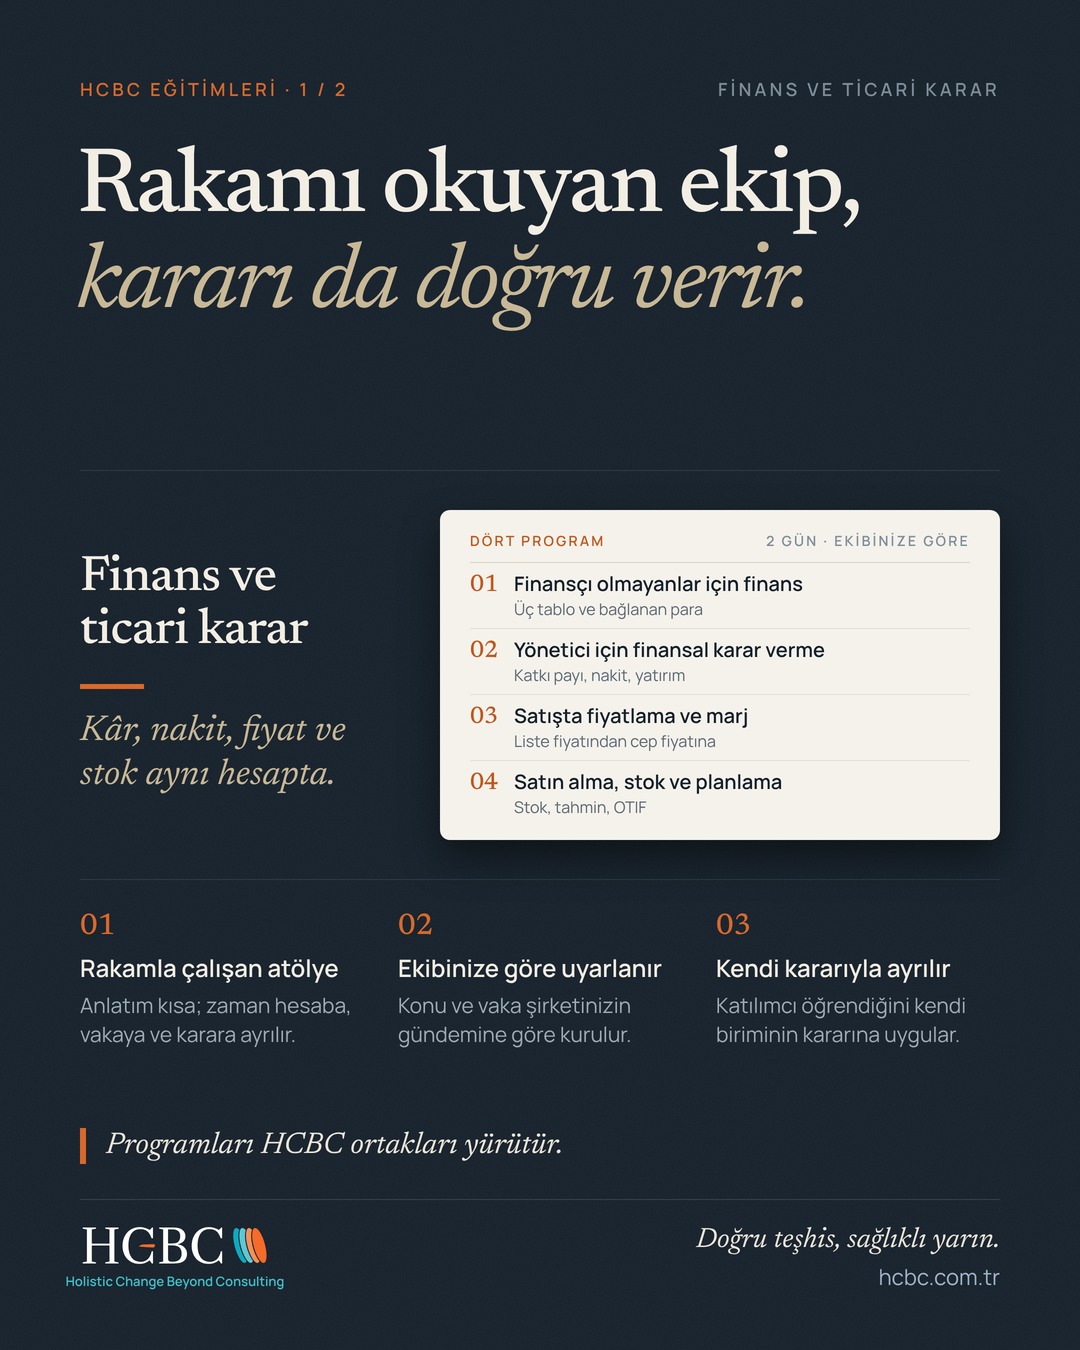 HCBC EĞİTİMLERİ · 1 / 2
FİNANS VE TİCARİ KARAR
Rakamı okuyan ekip,
kararı da doğru verir.
Finans ve
ticari karar
Kâr, nakit, fiyat ve
stok aynı hesapta.
DÖRT PROGRAM
2 GÜN · EKİBİNİZE GÖRE
01 Finansçı olmayanlar için finans
Üç tablo ve bağlanan para
02 Yönetici için finansal karar verme
Katkı payı, nakit, yatırım
03 Satışta fiyatlama ve marj
Liste fiyatından cep fiyatına
04 Satın alma, stok ve planlama
Stok, tahmin, OTIF
01
Rakamla çalışan atölye
Anlatım kısa; zaman hesaba,
vakaya ve karara ayrılır.
02
Ekibinize göre uyarlanır
Konu ve vaka şirketinizin
gündemine göre kurulur.
03
Kendi kararıyla ayrılır
Katılımcı öğrendiğini kendi
biriminin kararına uygular.
Programları HCBC ortakları yürütür.
HCBC
Holistic Change Beyond Consulting
Doğru teşhis, sağlıklı yarın.
hcbc.com.tr